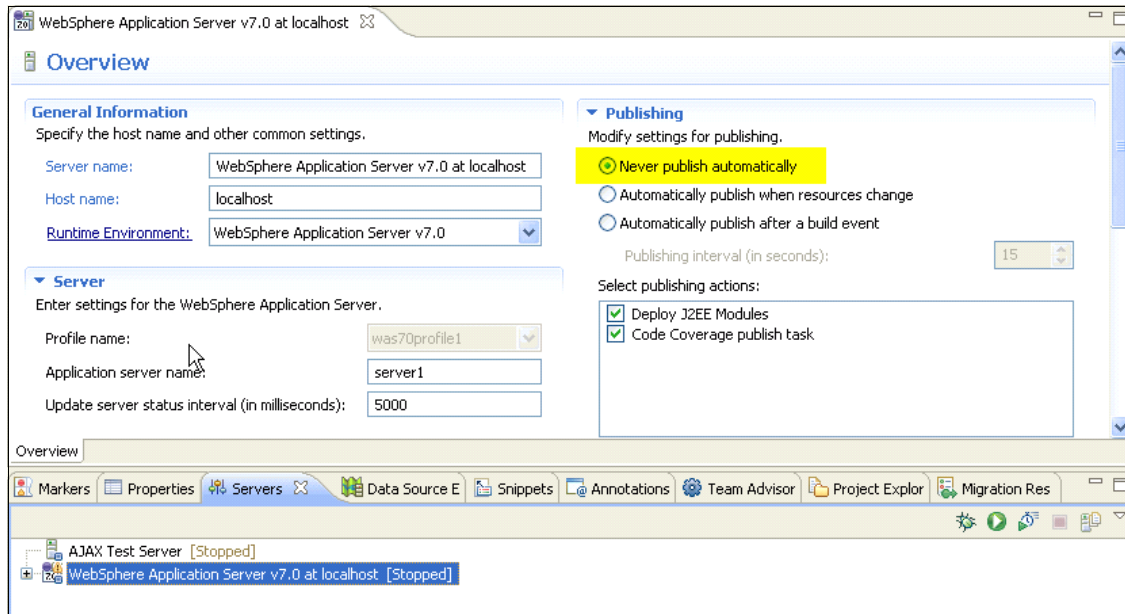 WebSphere Application Server v7.0 at localhost
Overview
General Information
Specify the host name and other common settings.
Server name: WebSphere Application Server v7.0 at localhost
Host name: localhost
Runtime Environment: WebSphere Application Server v7.0
Server
Enter settings for the WebSphere Application Server.
Profile name: was70profile1
Application server name: server1
Update server status interval (in milliseconds): 5000
Publishing
Modify settings for publishing.
Never publish automatically
Automatically publish when resources change
Automatically publish after a build event
Publishing interval (in seconds): 15
Select publishing actions:
Deploy J2EE Modules
Code Coverage publish task
Overview
Markers Properties Servers Data Source E Snippets Annotations Team Advisor Project Explor Migration Res
AJAX Test Server [Stopped]
WebSphere Application Server v7.0 at localhost [Stopped]